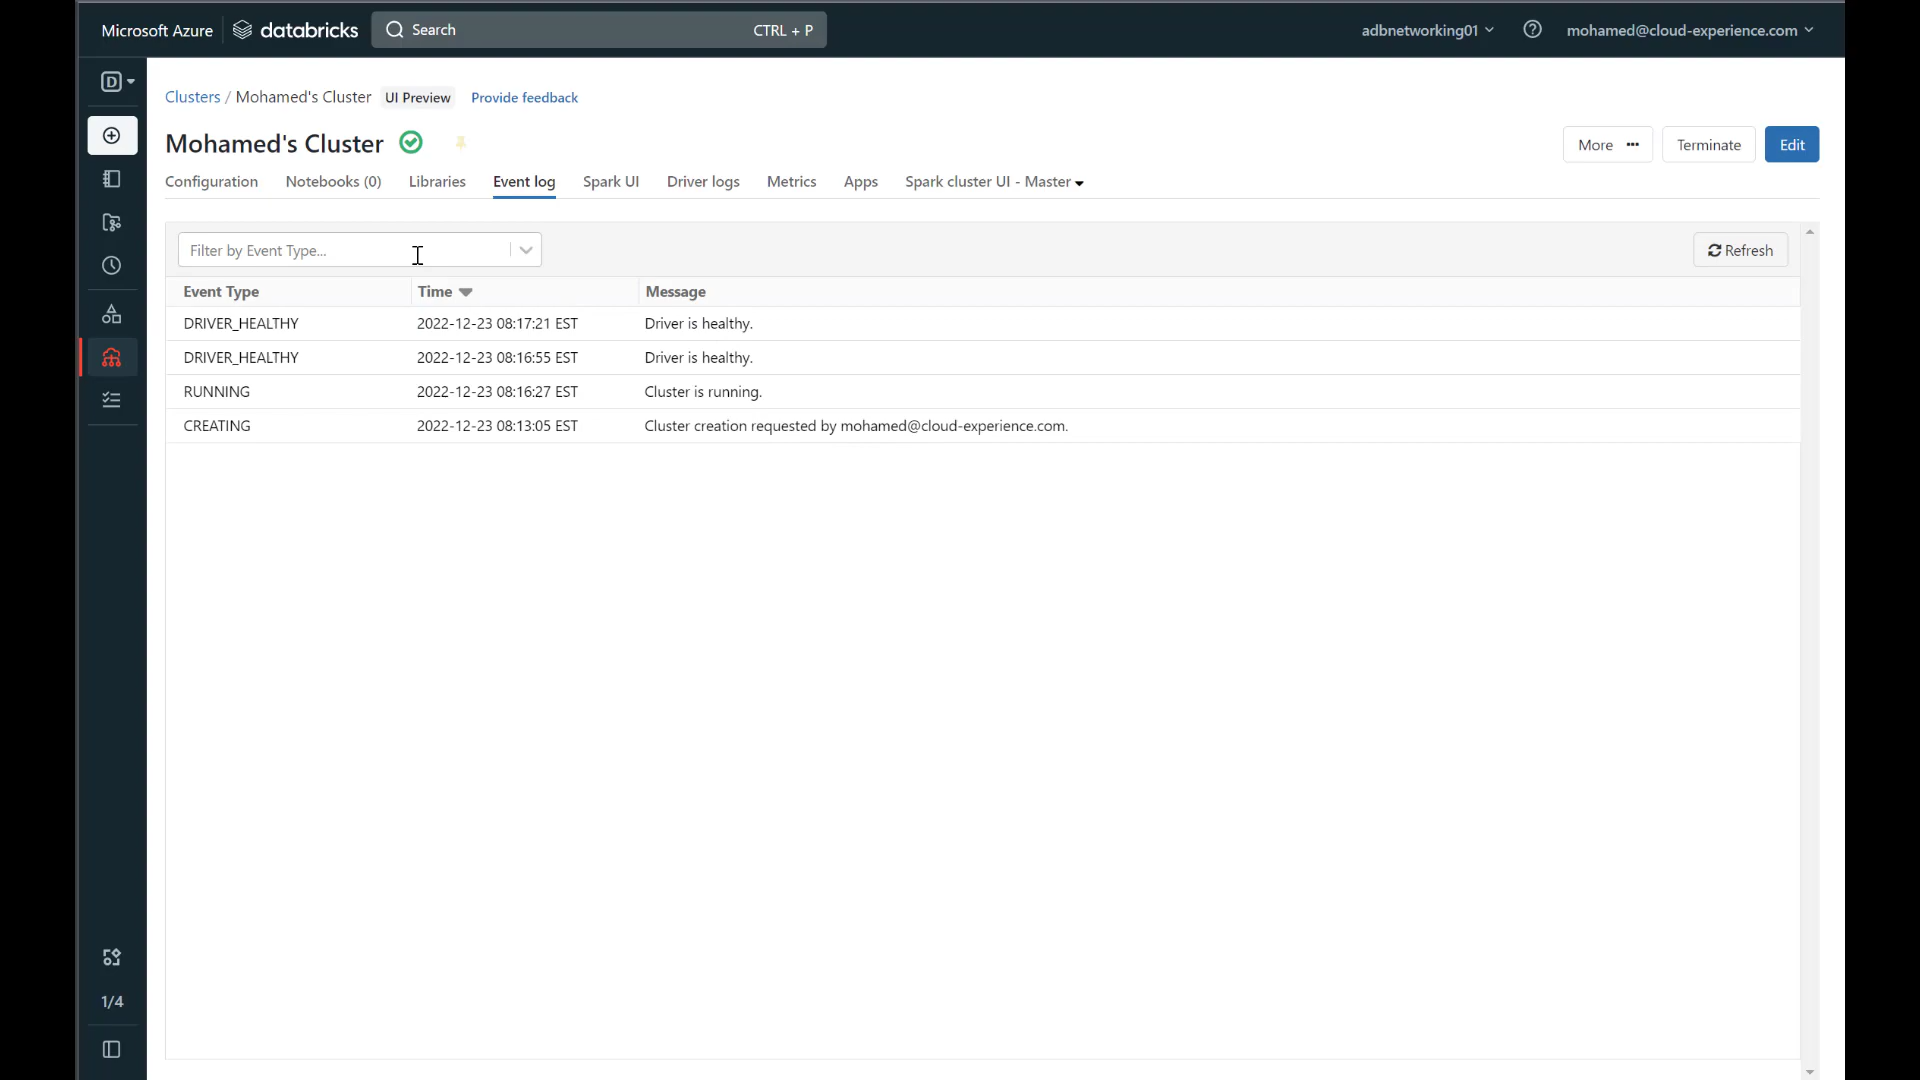 Microsoft Azure databricks Search CTRL + P adbnetworking01 mohamed@cloud-experience.com
D
Clusters / Mohamed's Cluster UI Preview Provide feedback
Mohamed's Cluster More ••• Terminate Edit
Configuration Notebooks (0) Libraries Event log Spark UI Driver logs Metrics Apps Spark cluster UI - Master
Filter by Event Type... Refresh
Event Type Time Message
DRIVER_HEALTHY 2022-12-23 08:17:21 EST Driver is healthy.
DRIVER_HEALTHY 2022-12-23 08:16:55 EST Driver is healthy.
RUNNING 2022-12-23 08:16:27 EST Cluster is running.
CREATING 2022-12-23 08:13:05 EST Cluster creation requested by mohamed@cloud-experience.com.
1/4